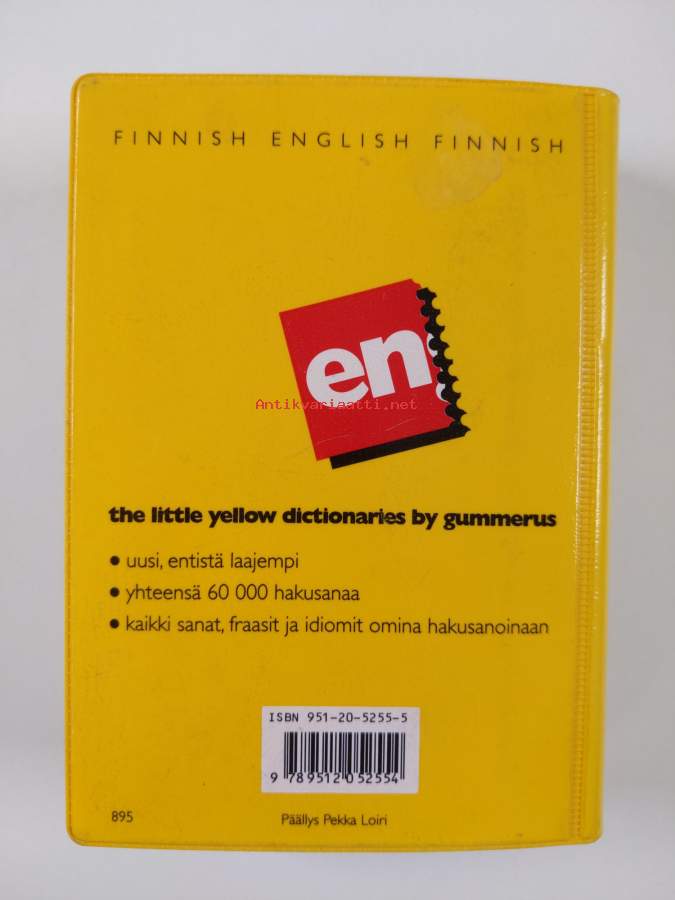 FINNISH ENGLISH FINNISH
en
Antikvariaatti.net
the little yellow dictionaries by gummerus
• uusi, entistä laajempi
• yhteensä 60 000 hakusanaa
• kaikki sanat, fraasit ja idiomit omina hakusanoinaan
ISBN 951-20-5255-5
9 789512 052554
895
Päällys Pekka Loiri